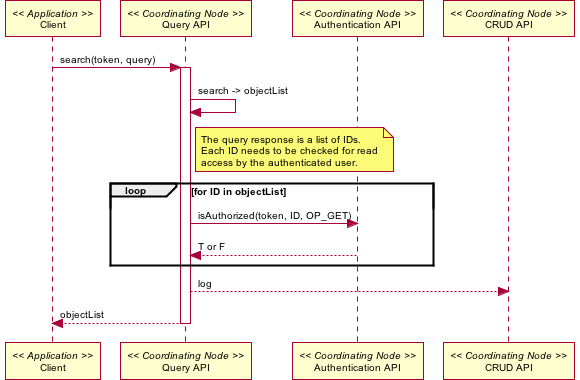 << Application >>
Client
<< Coordinating Node >>
Query API
<< Coordinating Node >>
Authentication API
<< Coordinating Node >>
CRUD API
search(token, query)
search -> objectList
The query response is a list of IDs.
Each ID needs to be checked for read
access by the authenticated user.
loop
[for ID in objectList]
isAuthorized(token, ID, OP_GET)
T or F
log
objectList
<< Application >>
Client
<< Coordinating Node >>
Query API
<< Coordinating Node >>
Authentication API
<< Coordinating Node >>
CRUD API